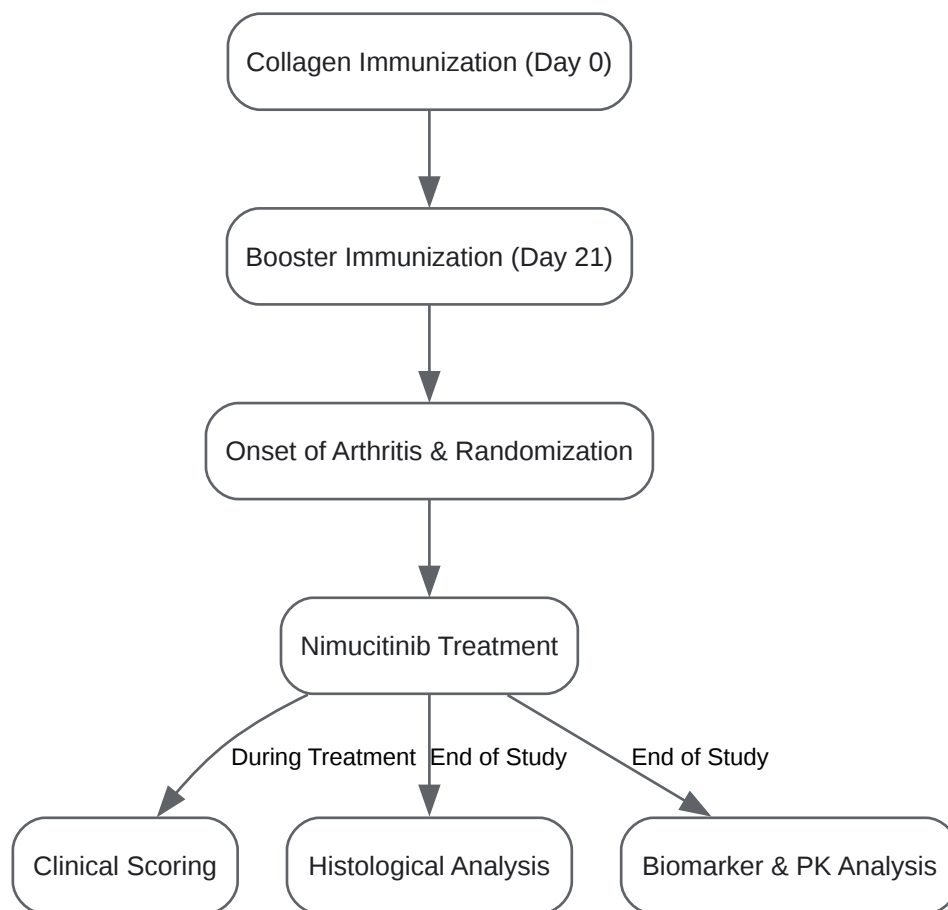 Collagen Immunization (Day 0)
Booster Immunization (Day 21)
Onset of Arthritis & Randomization
Nimucitinib Treatment
During Treatment
End of Study
End of Study
Clinical Scoring
Histological Analysis
Biomarker & PK Analysis